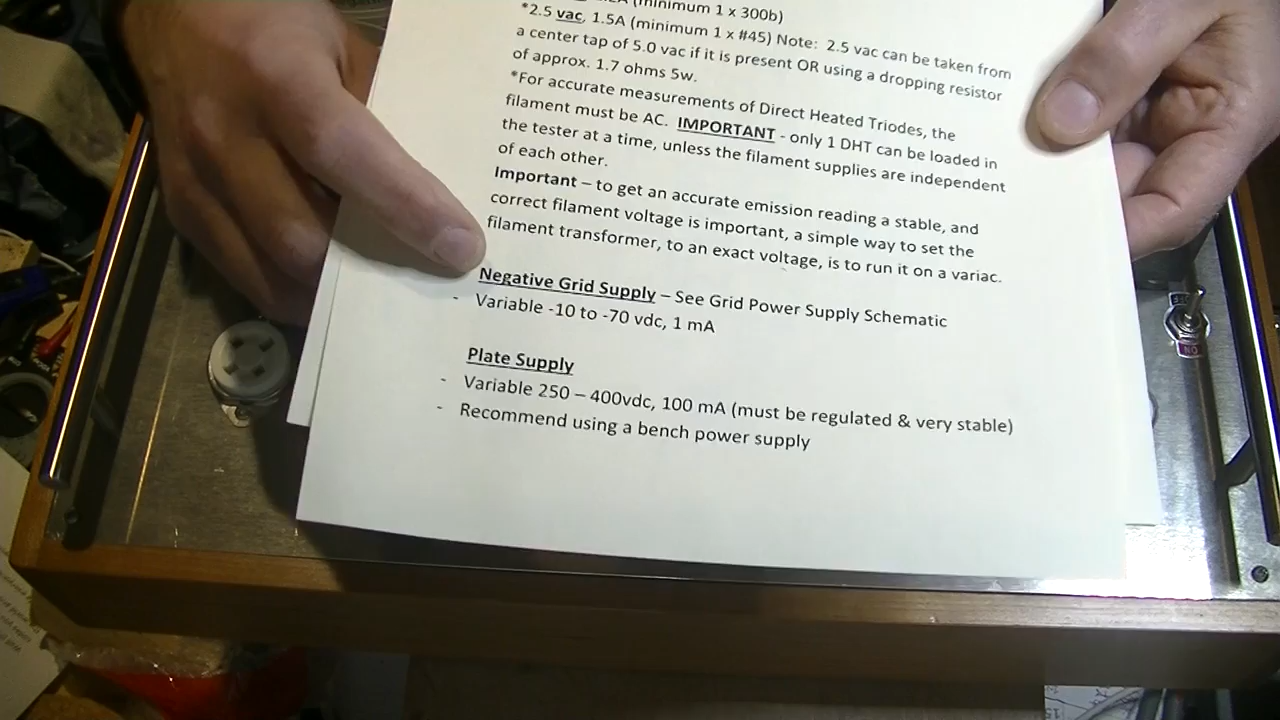 (minimum 1 x 300b)
*2.5 vac, 1.5A (minimum 1 x #45) Note: 2.5 vac can be taken from
a center tap of 5.0 vac if it is present OR using a dropping resistor
of approx. 1.7 ohms 5w.
*For accurate measurements of Direct Heated Triodes, the
filament must be AC. IMPORTANT - only 1 DHT can be loaded in
the tester at a time, unless the filament supplies are independent
of each other.
Important – to get an accurate emission reading a stable, and
correct filament voltage is important, a simple way to set the
filament transformer, to an exact voltage, is to run it on a variac.
Negative Grid Supply – See Grid Power Supply Schematic
- Variable -10 to -70 vdc, 1 mA
Plate Supply
- Variable 250 – 400vdc, 100 mA (must be regulated & very stable)
- Recommend using a bench power supply